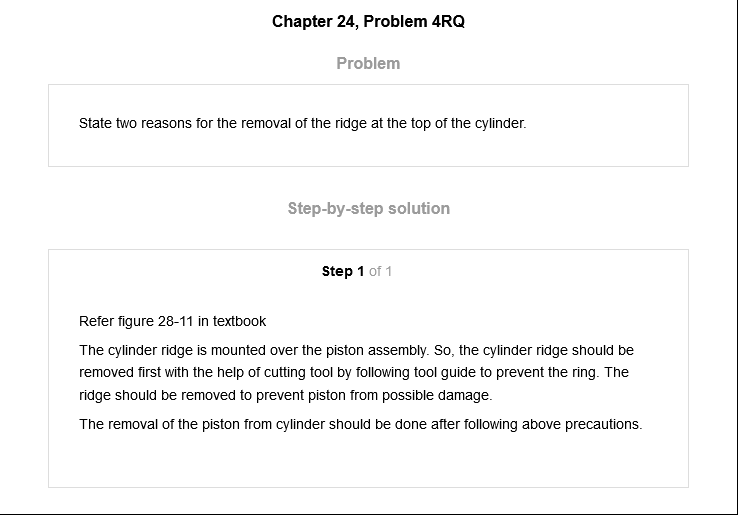 Chapter 24, Problem 4RQ
Problem
State two reasons for the removal of the ridge at the top of the cylinder.
Step-by-step solution
Step 1 of 1
Refer figure 28-11 in textbook
The cylinder ridge is mounted over the piston assembly. So, the cylinder ridge should be
removed first with the help of cutting tool by following tool guide to prevent the ring. The
ridge should be removed to prevent piston from possible damage.
The removal of the piston from cylinder should be done after following above precautions.